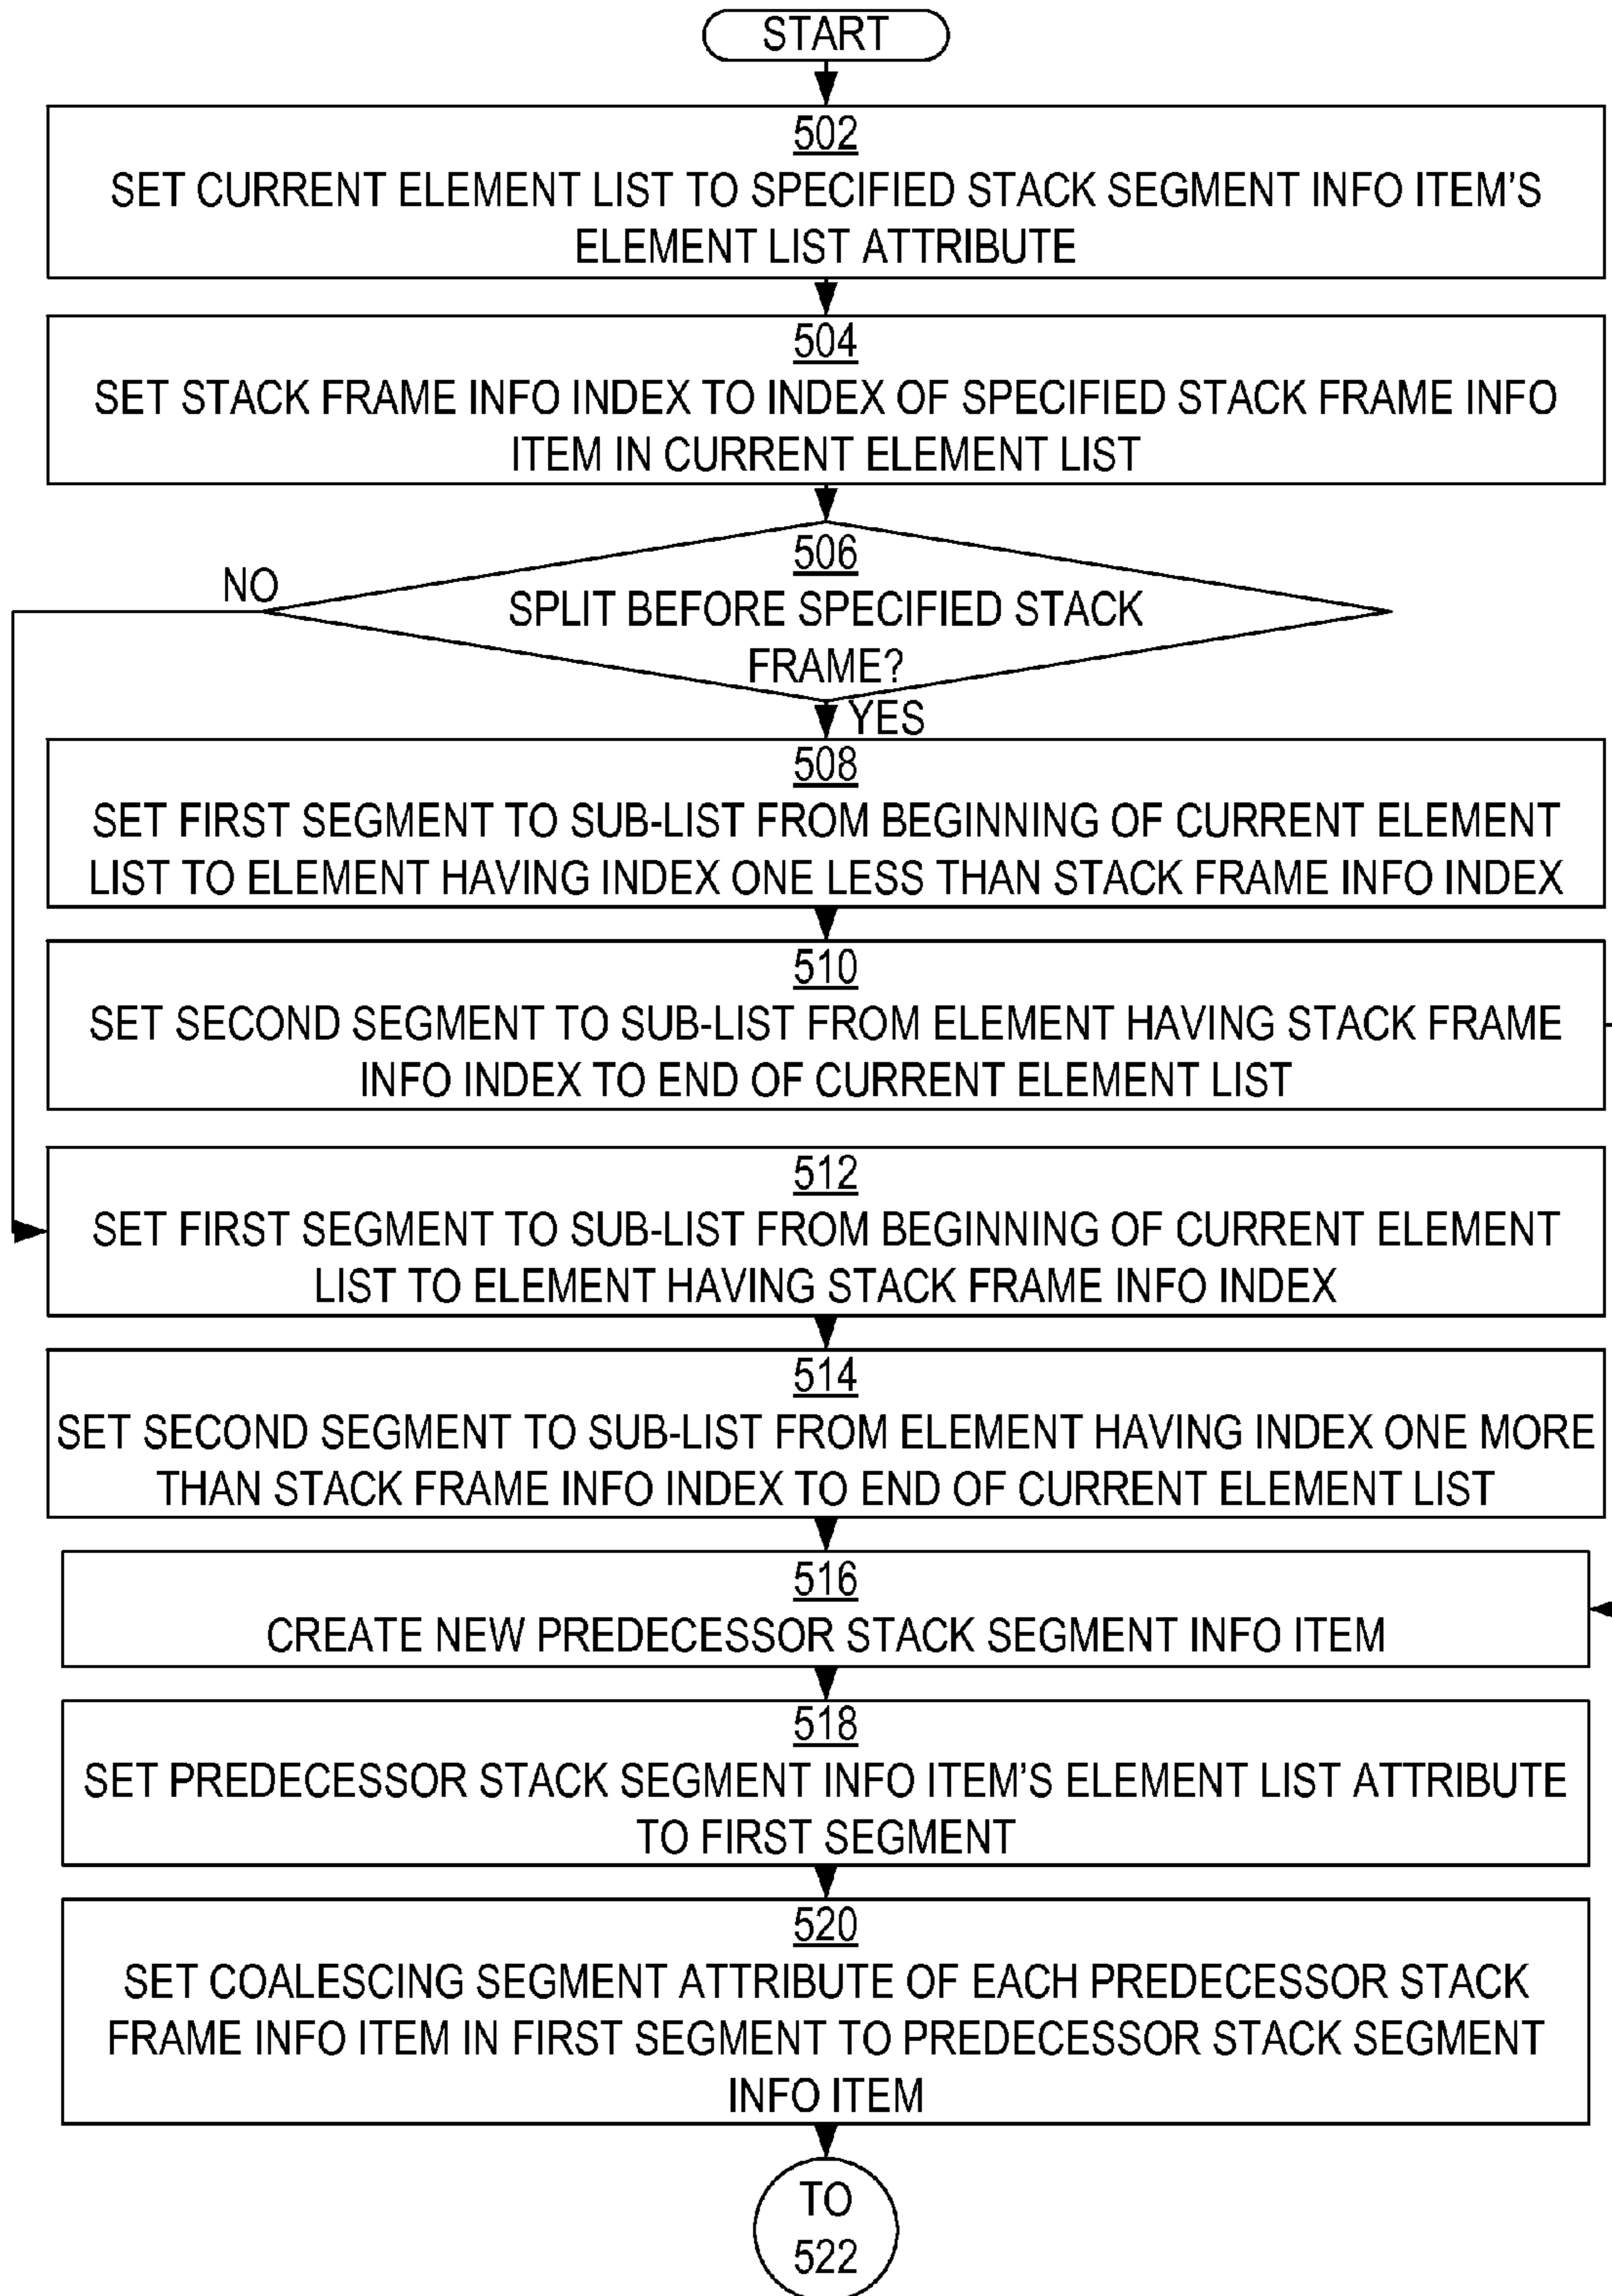 START
502
SET CURRENT ELEMENT LIST TO SPECIFIED STACK SEGMENT INFO ITEM'S
ELEMENT LIST ATTRIBUTE
504
SET STACK FRAME INFO INDEX TO INDEX OF SPECIFIED STACK FRAME INFO
ITEM IN CURRENT ELEMENT LIST
506
NO
SPLIT BEFORE SPECIFIED STACK
FRAME?
YES
508
SET FIRST SEGMENT TO SUB-LIST FROM BEGINNING OF CURRENT ELEMENT
LIST TO ELEMENT HAVING INDEX ONE LESS THAN STACK FRAME INFO INDEX
510
SET SECOND SEGMENT TO SUB-LIST FROM ELEMENT HAVING STACK FRAME
INFO INDEX TO END OF CURRENT ELEMENT LIST
512
SET FIRST SEGMENT TO SUB-LIST FROM BEGINNING OF CURRENT ELEMENT
LIST TO ELEMENT HAVING STACK FRAME INFO INDEX
514
SET SECOND SEGMENT TO SUB-LIST FROM ELEMENT HAVING INDEX ONE MORE
THAN STACK FRAME INFO INDEX TO END OF CURRENT ELEMENT LIST
516
CREATE NEW PREDECESSOR STACK SEGMENT INFO ITEM
518
SET PREDECESSOR STACK SEGMENT INFO ITEM'S ELEMENT LIST ATTRIBUTE
TO FIRST SEGMENT
520
SET COALESCING SEGMENT ATTRIBUTE OF EACH PREDECESSOR STACK
FRAME INFO ITEM IN FIRST SEGMENT TO PREDECESSOR STACK SEGMENT
INFO ITEM
TO
522